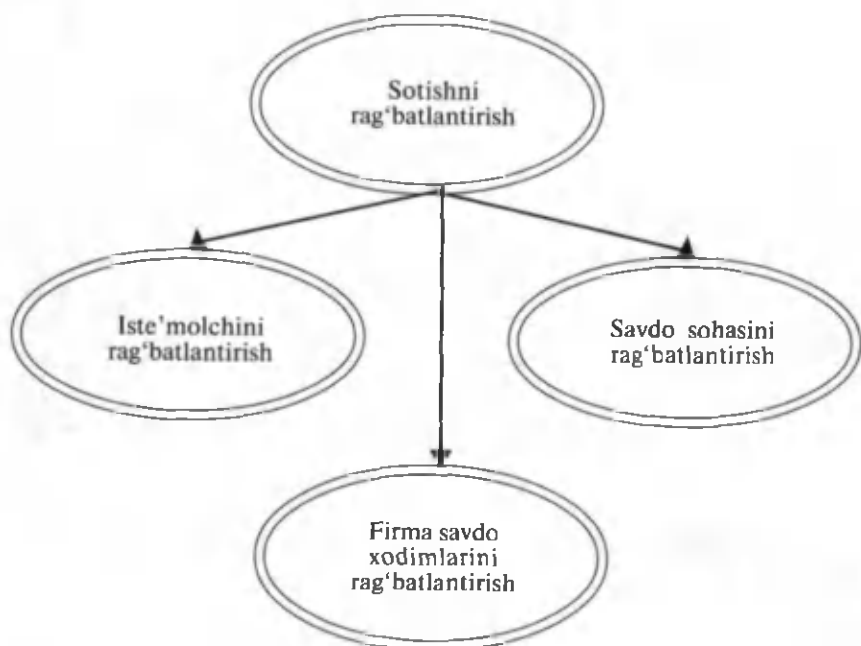 Sotishni
rag‘batlantirish
Iste’molchini
rag‘batlantirish
Savdo sohasini
rag‘batlantirish
Firma savdo
xodimlarini
rag‘batlantirish